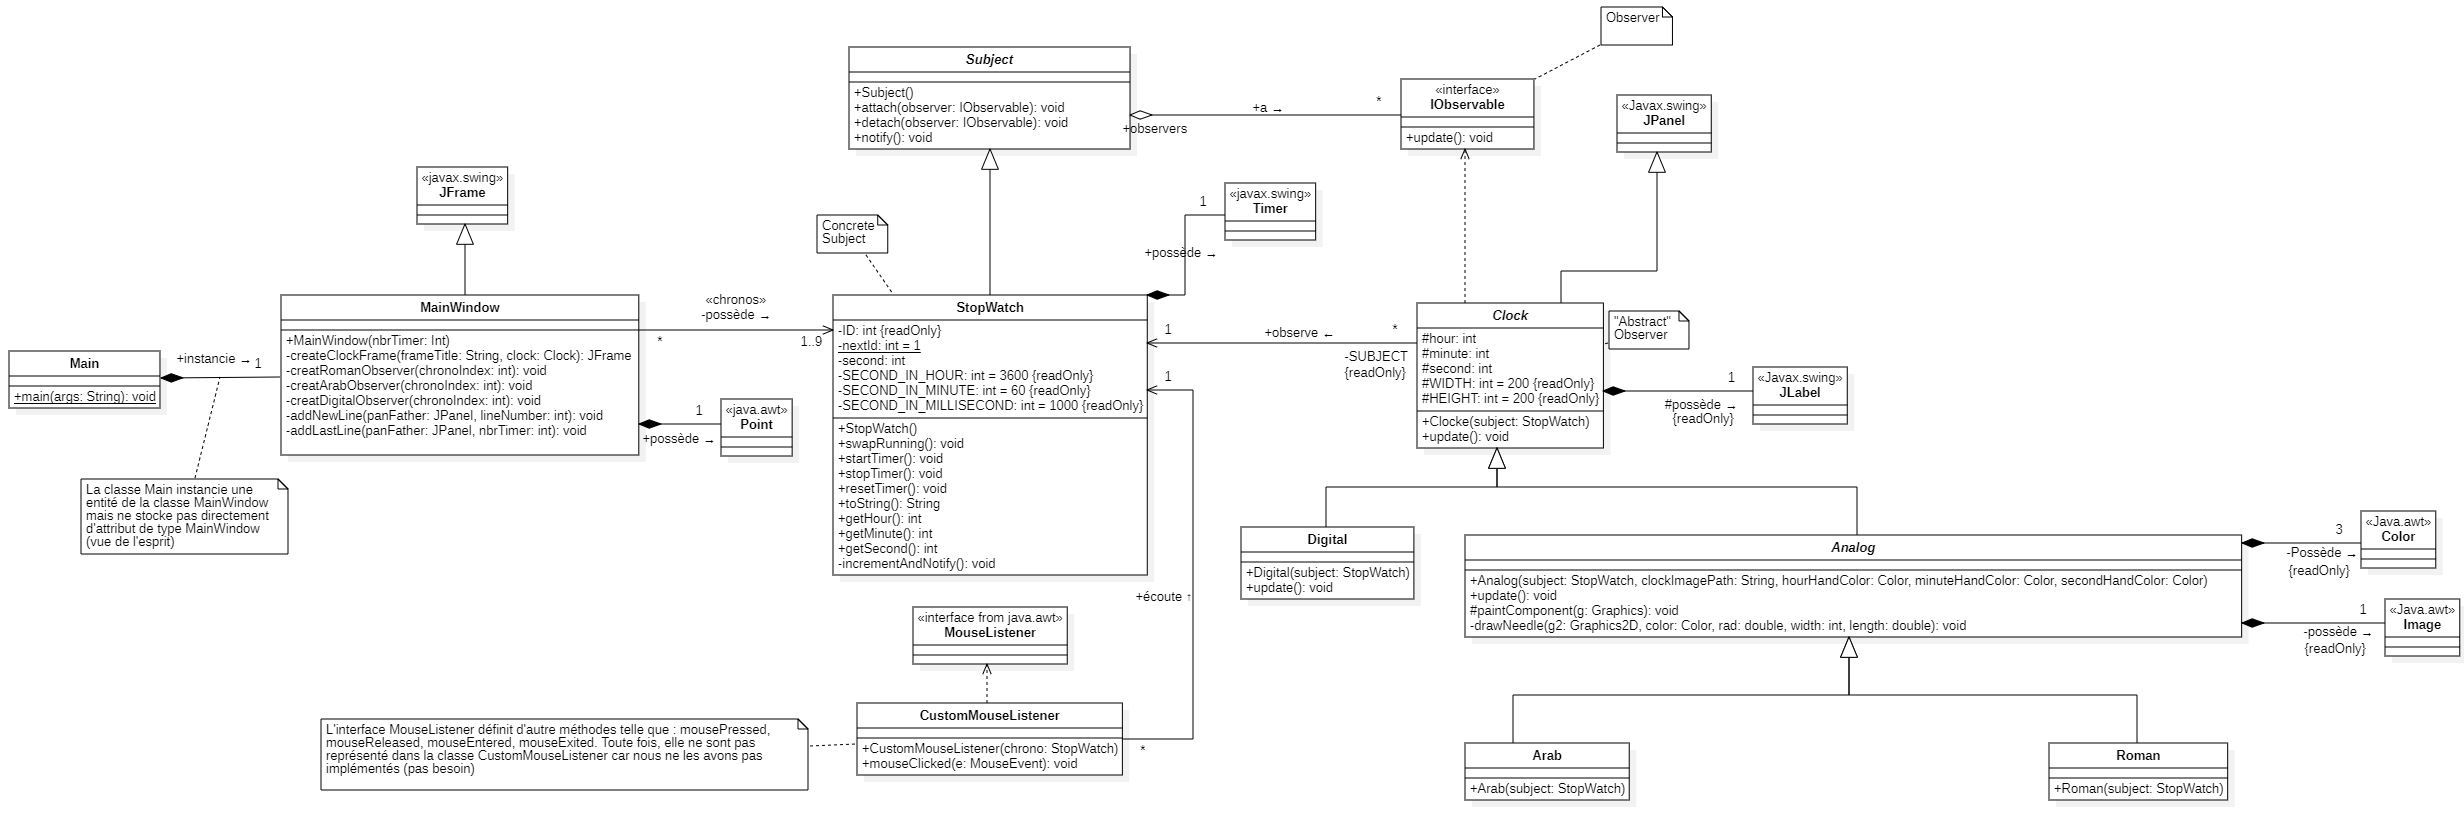 Observer
Subject
+Subject()
+attach(observer: IObservable): void
+detach(observer: IObservable): void
+notify(): void
+a →
*
+observers
«interface»
IObservable
+update(): void
«Javax.swing»
JPanel
«javax.swing»
JFrame
«javax.swing»
Timer
1
+possède →
Concrete
Subject
Main
+main(args: String): void
+instancie →
1
MainWindow
+MainWindow(nbrTimer: Int)
-createClockFrame(frameTitle: String, clock: Clock): JFrame
-creatRomanObserver(chronoIndex: int): void
-creatArabObserver(chronoIndex: int): void
-creatDigitalObserver(chronoIndex: int): void
-addNewLine(panFather: JPanel, lineNumber: int): void
-addLastLine(panFather: JPanel, nbrTimer: int): void
«chronos»
-possède →
*
1..9
1
+possède →
«java.awt»
Point
La classe Main instancie une
entité de la classe MainWindow
mais ne stocke pas directement
d'attribut de type MainWindow
(vue de l'esprit)
StopWatch
-ID: int {readOnly}
-nextId: int = 1
-second: int
-SECOND_IN_HOUR: int = 3600 {readOnly}
-SECOND_IN_MINUTE: int = 60 {readOnly}
-SECOND_IN_MILLISECOND: int = 1000 {readOnly}
+StopWatch()
+swapRunning(): void
+startTimer(): void
+stopTimer(): void
+resetTimer(): void
+toString(): String
+getHour(): int
+getMinute(): int
+getSecond(): int
-incrementAndNotify(): void
1
+observe ←
*
-SUBJECT
{readOnly}
1
+écoute ↑
Clock
#hour: int
#minute: int
#second: int
#WIDTH: int = 200 {readOnly}
#HEIGHT: int = 200 {readOnly}
+Clocke(subject: StopWatch)
+update(): void
"Abstract"
Observer
1
#possède →
{readOnly}
«Javax.swing»
JLabel
Digital
+Digital(subject: StopWatch)
+update(): void
Analog
+Analog(subject: StopWatch, clockImagePath: String, hourHandColor: Color, minuteHandColor: Color, secondHandColor: Color)
+update(): void
#paintComponent(g: Graphics): void
-drawNeedle(g2: Graphics2D, color: Color, rad: double, width: int, length: double): void
3
-Possède →
{readOnly}
«Java.awt»
Color
1
-possède →
{readOnly}
«Java.awt»
Image
«interface from java.awt»
MouseListener
L'interface MouseListener définit d'autre méthodes telle que : mousePressed,
mouseReleased, mouseEntered, mouseExited. Toute fois, elle ne sont pas
représenté dans la classe CustomMouseListener car nous ne les avons pas
implémentés (pas besoin)
CustomMouseListener
+CustomMouseListener(chrono: StopWatch)
+mouseClicked(e: MouseEvent): void
*
Arab
+Arab(subject: StopWatch)
Roman
+Roman(subject: StopWatch)